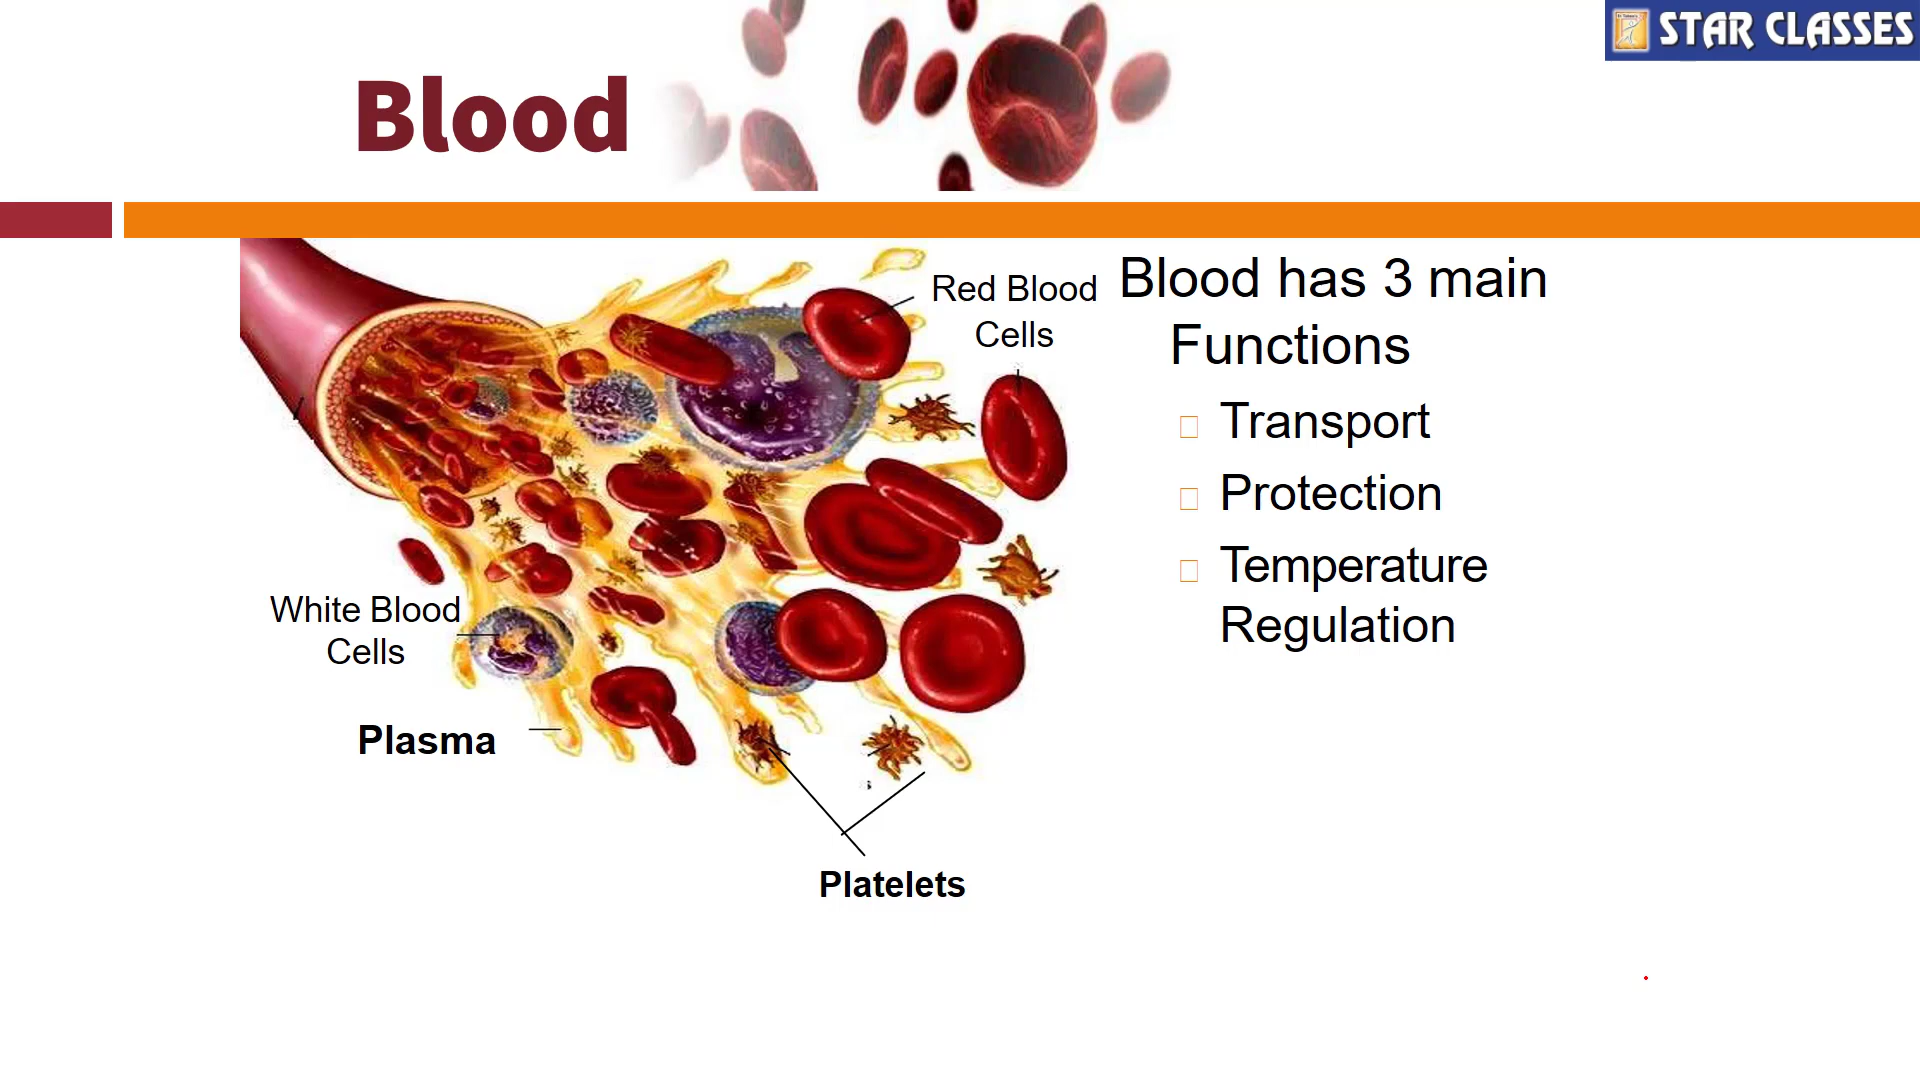 STAR CLASSES
Blood
Red Blood
Cells
White Blood
Cells
Plasma
Platelets
Blood has 3 main
Functions
Transport
Protection
Temperature
Regulation